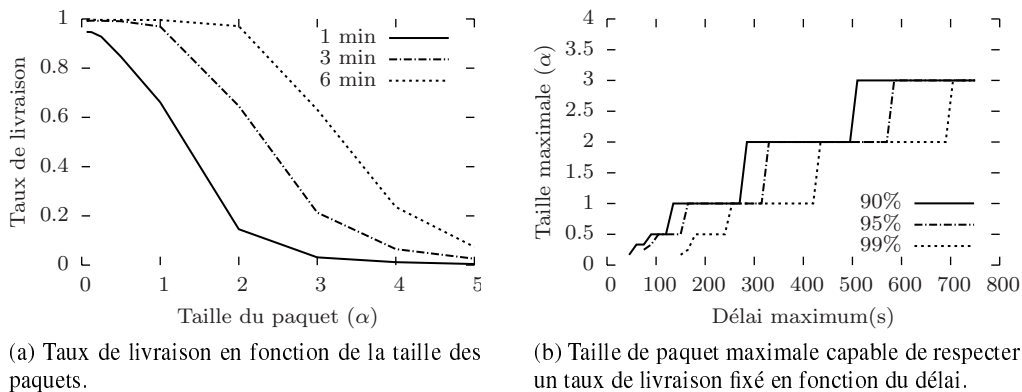 Taux de livraison
1
0.8
0.6
0.4
0.2
0
0 1 2 3 4 5
Taille du paquet (α)
1 min
3 min
6 min
(a) Taux de livraison en fonction de la taille des
paquets.
Taille maximale (α)
4
3.5
3
2.5
2
1.5
1
0.5
0
0 100 200 300 400 500 600 700 800
Délai maximum(s)
90%
95%
99%
(b) Taille de paquet maximale capable de respecter
un taux de livraison fixé en fonction du délai.